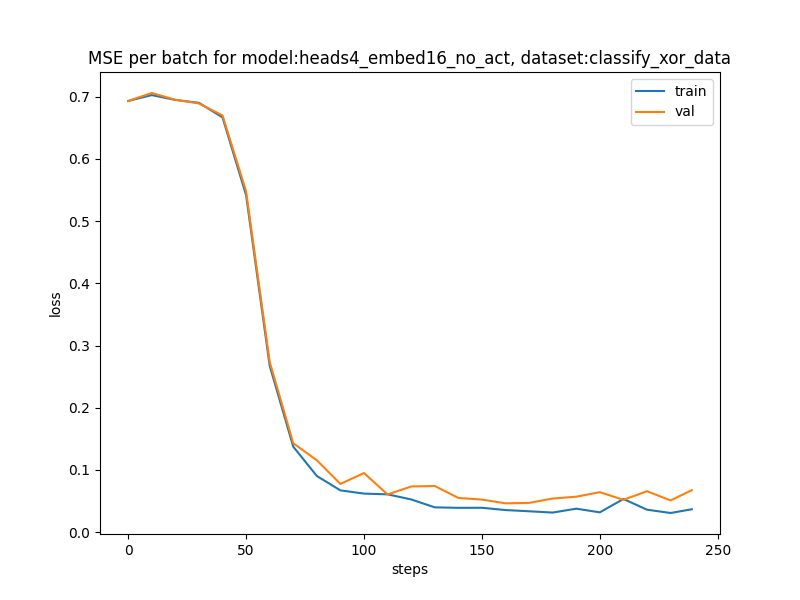 MSE per batch for model:heads4_embed16_no_act, dataset:classify_xor_data
train
val
0.7
0.6
0.5
0.4
0.3
0.2
0.1
0.0
loss
0
50
100
150
200
250
steps